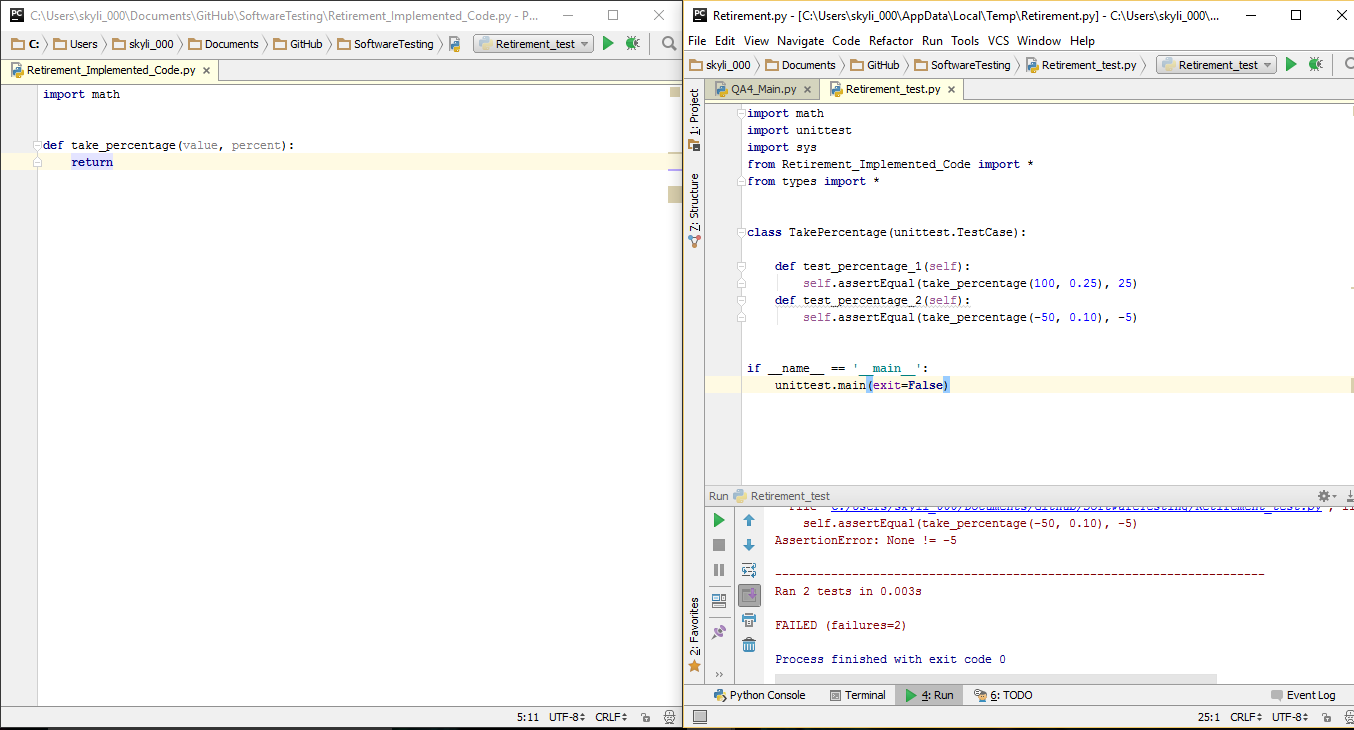 C:\Users\skyli_000\Documents\GitHub\SoftwareTesting\Retirement_Implemented_Code.py - P...
C: Users skyli_000 Documents GitHub SoftwareTesting Retirement_test
Retirement_Implemented_Code.py
import math
def take_percentage(value, percent):
return
5:11 UTF-8 CRLF
Retirement.py - [C:\Users\skyli_000\AppData\Local\Temp\Retirement.py] - C:\Users\skyli_000\...
File Edit View Navigate Code Refactor Run Tools VCS Window Help
skyli_000 Documents GitHub SoftwareTesting Retirement_test.py Retirement_test
QA4_Main.py Retirement_test.py
1: Project
Z: Structure
2: Favorites
import math
import unittest
import sys
from Retirement_Implemented_Code import *
from types import *
class TakePercentage(unittest.TestCase):
def test_percentage_1(self):
self.assertEqual(take_percentage(100, 0.25), 25)
def test_percentage_2(self):
self.assertEqual(take_percentage(-50, 0.10), -5)
if __name__ == '__main__':
unittest.main(exit=False)
Run Retirement_test
self.assertEqual(take_percentage(-50, 0.10), -5)
AssertionError: None != -5
----------------------------------------------------------------------
Ran 2 tests in 0.003s
FAILED (failures=2)
Process finished with exit code 0
Python Console Terminal 4: Run 6: TODO Event Log
25:1 CRLF UTF-8